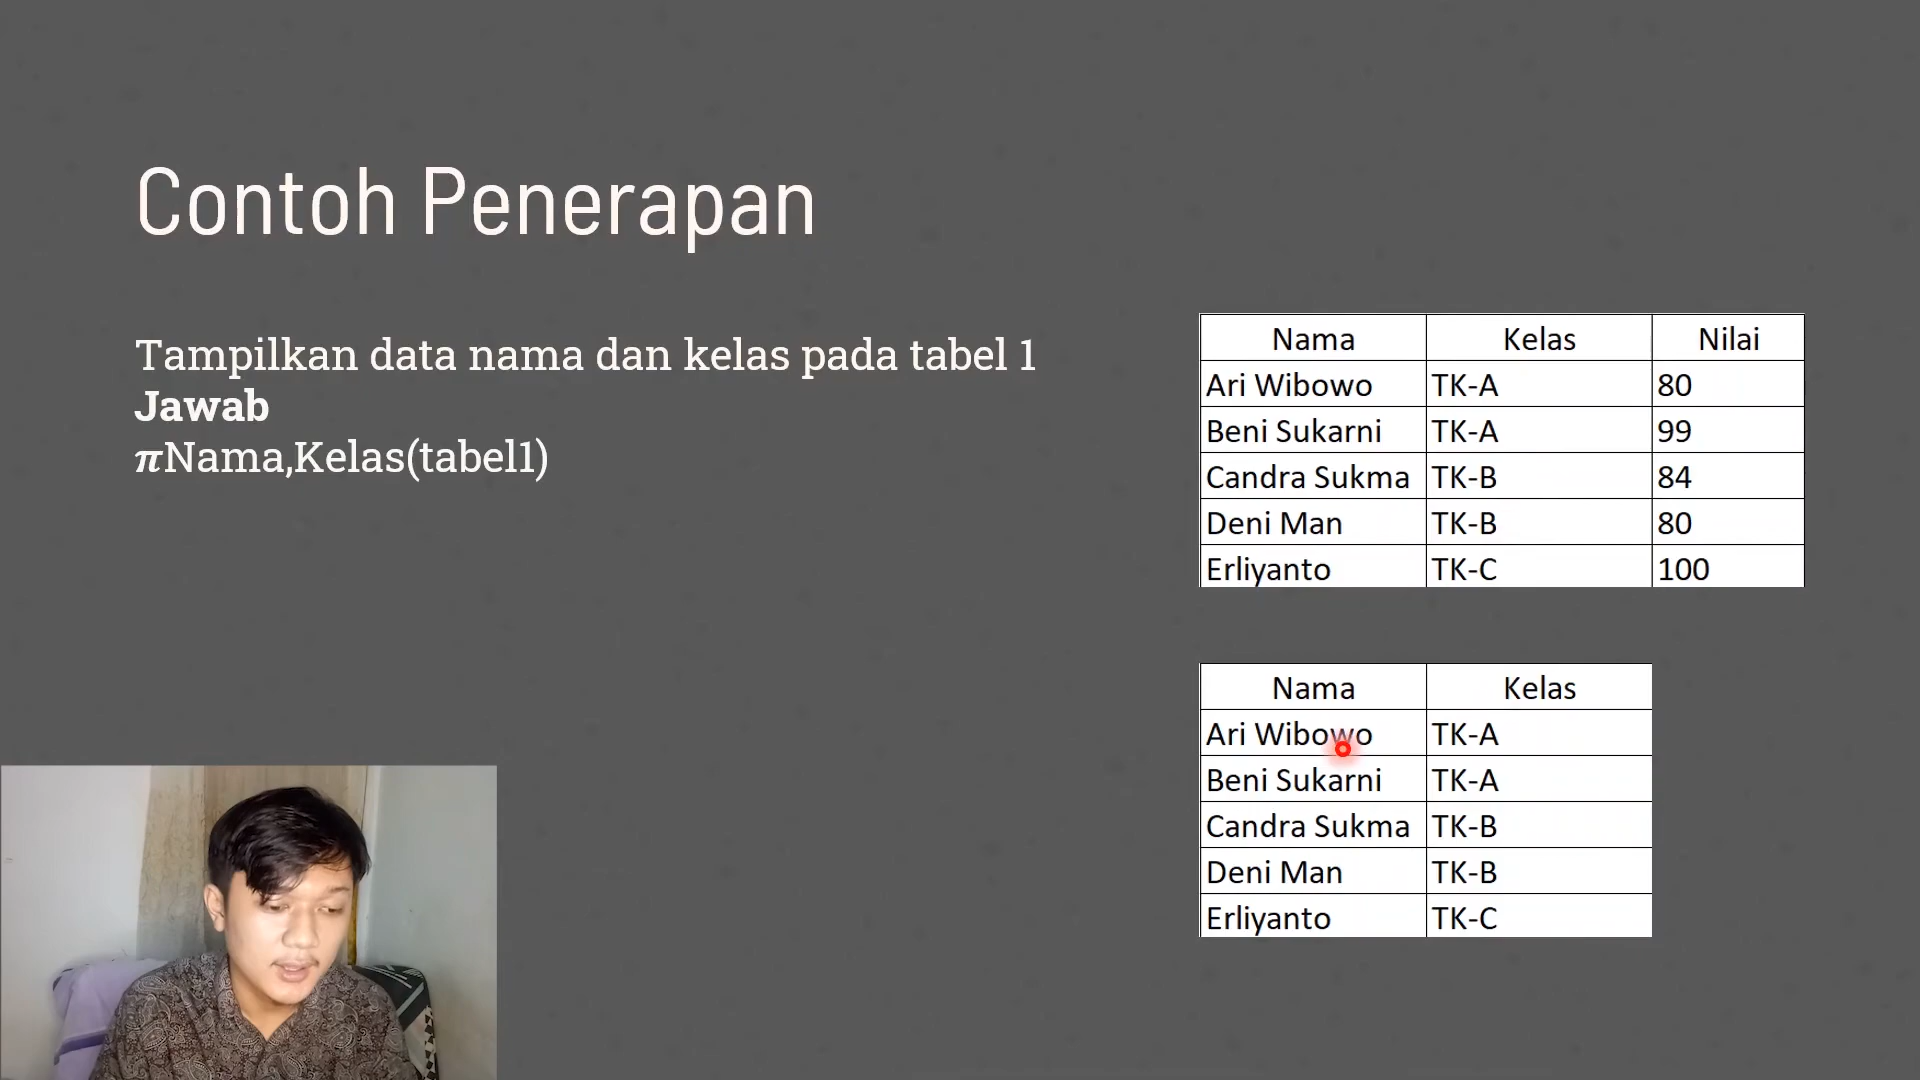 Contoh Penerapan
Tampilkan data nama dan kelas pada tabel 1
Jawab
πNama,Kelas(tabel1)
Nama Kelas Nilai
Ari Wibowo TK-A 80
Beni Sukarni TK-A 99
Candra Sukma TK-B 84
Deni Man TK-B 80
Erliyanto TK-C 100
Nama Kelas
Ari Wibowo TK-A
Beni Sukarni TK-A
Candra Sukma TK-B
Deni Man TK-B
Erliyanto TK-C